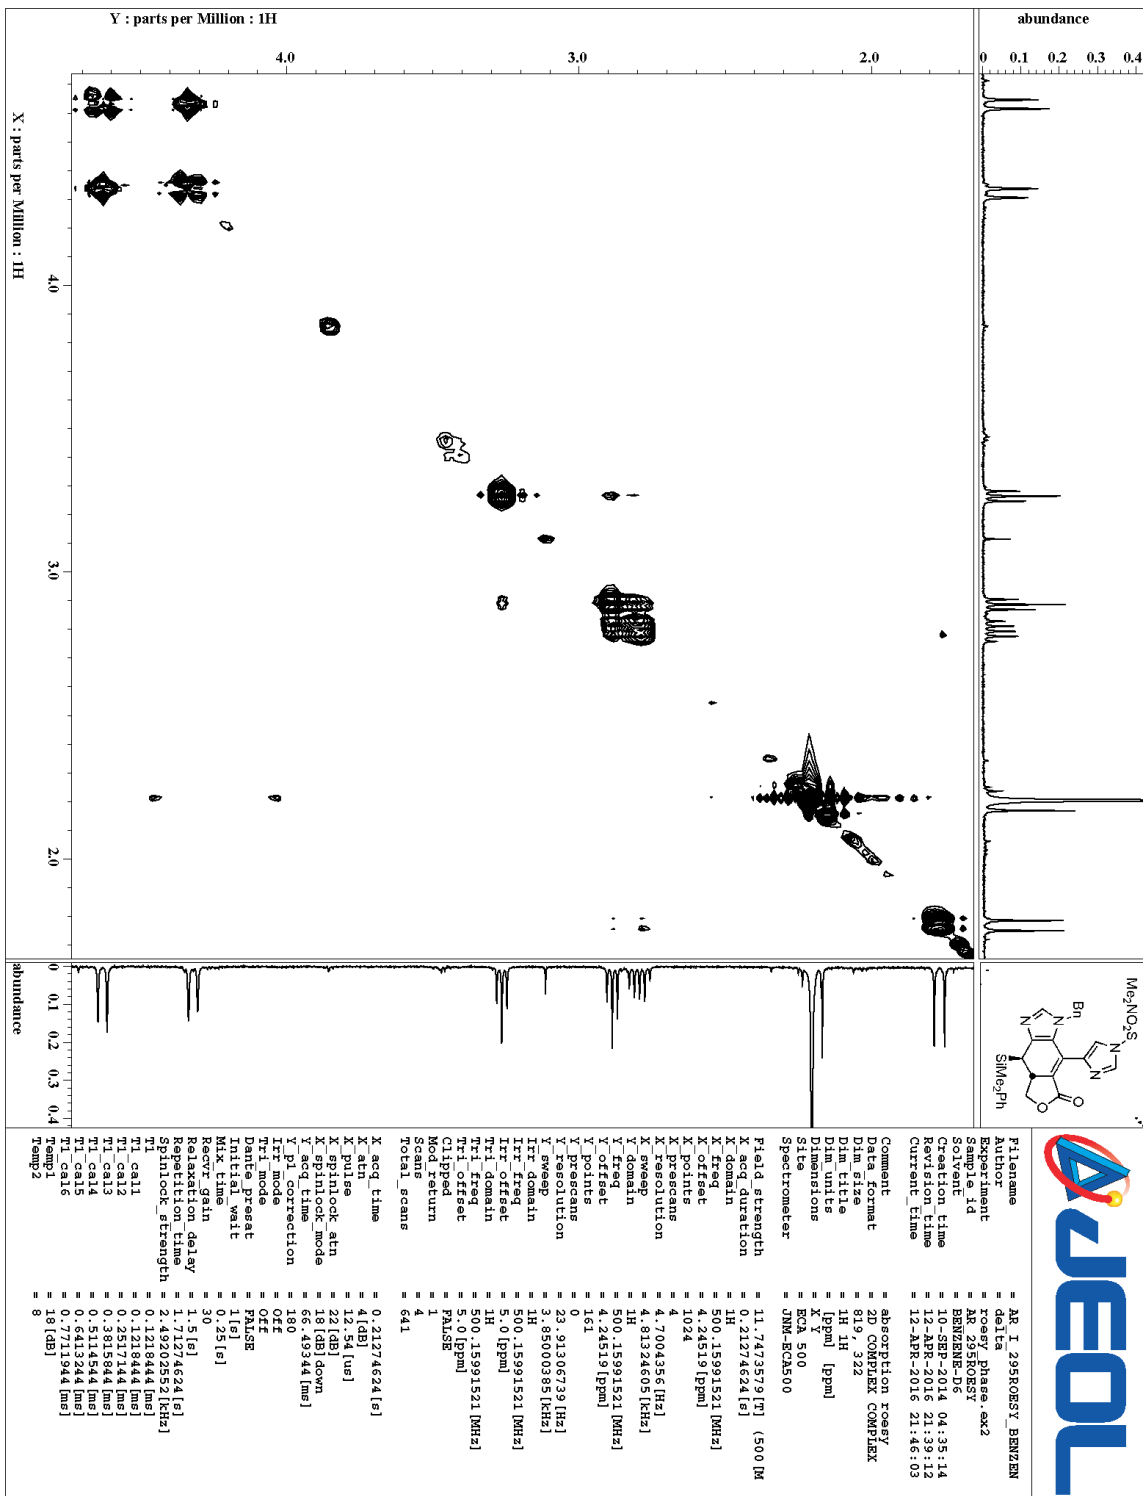 Y : parts per Million : 1H
4.0 3.0 2.0
X : parts per Million : 1H
4.0 3.0 2.0
abundance
0 0.1 0.2 0.3 0.4
abundance
0 0.1 0.2 0.3 0.4
Me2NO2S
N
N
Bn
N
N
O
O
SiMe2Ph
JEOL
Filename = AR_I_295ROESY_BENZEN
Author = delta
Experiment = roesy_phase.ex2
Sample_id = AR_295ROESY
Solvent = BENZENE-D6
Creation_time = 10-SEP-2014 04:35:14
Revision_time = 12-APR-2016 21:39:12
Current_time = 12-APR-2016 21:46:03
Comment = absorption roesy
Data_format = 2D COMPLEX COMPLEX
Dim_size = 819, 322
Dim_title = 1H 1H
Dim_units = [ppm] [ppm]
Dimensions = X Y
Site = ECA 500
Spectrometer = JNM-ECA500
Field_strength = 11.7473579[T] (500[M
X_acq_duration = 0.21274624[s]
X_domain = 1H
X_freq = 500.15991521[MHz]
X_offset = 4.24519[ppm]
X_points = 1024
X_prescans = 4
X_resolution = 4.7004356[Hz]
X_sweep = 4.81324605[kHz]
Y_domain = 1H
Y_freq = 500.15991521[MHz]
Y_offset = 4.24519[ppm]
Y_points = 161
Y_prescans = 0
Y_resolution = 23.91306739[Hz]
Y_sweep = 3.85000385[kHz]
Irr_domain = 1H
Irr_freq = 500.15991521[MHz]
Irr_offset = 5.0[ppm]
Tri_domain = 1H
Tri_freq = 500.15991521[MHz]
Tri_offset = 5.0[ppm]
Clipped = FALSE
Mod_return = 1
Scans = 4
Total_scans = 641
X_acq_time = 0.21274624[s]
X_atn = 4[dB]
X_pulse = 12.54[us]
X_spinlock_atn = 22[dB]
X_spinlock_mode = 18[dB] down
Y_acq_time = 66.49344[ms]
Y_p1_correction = 180
Irr_mode = Off
Tri_mode = Off
Dante_presat = FALSE
Initial_wait = 1[s]
Mix_time = 0.25[s]
Recvr_gain = 30
Relaxation_delay = 1.5[s]
Repetition_time = 1.71274624[s]
Spinlock_strength = 2.49202552[kHz]
T1 = 0.1218444[ms]
T1_cal1 = 0.1218444[ms]
T1_cal2 = 0.2517144[ms]
T1_cal3 = 0.3815844[ms]
T1_cal4 = 0.5114544[ms]
T1_cal5 = 0.6413244[ms]
T1_cal6 = 0.7711944[ms]
Temp1 = 18[dB]
Temp2 = 8